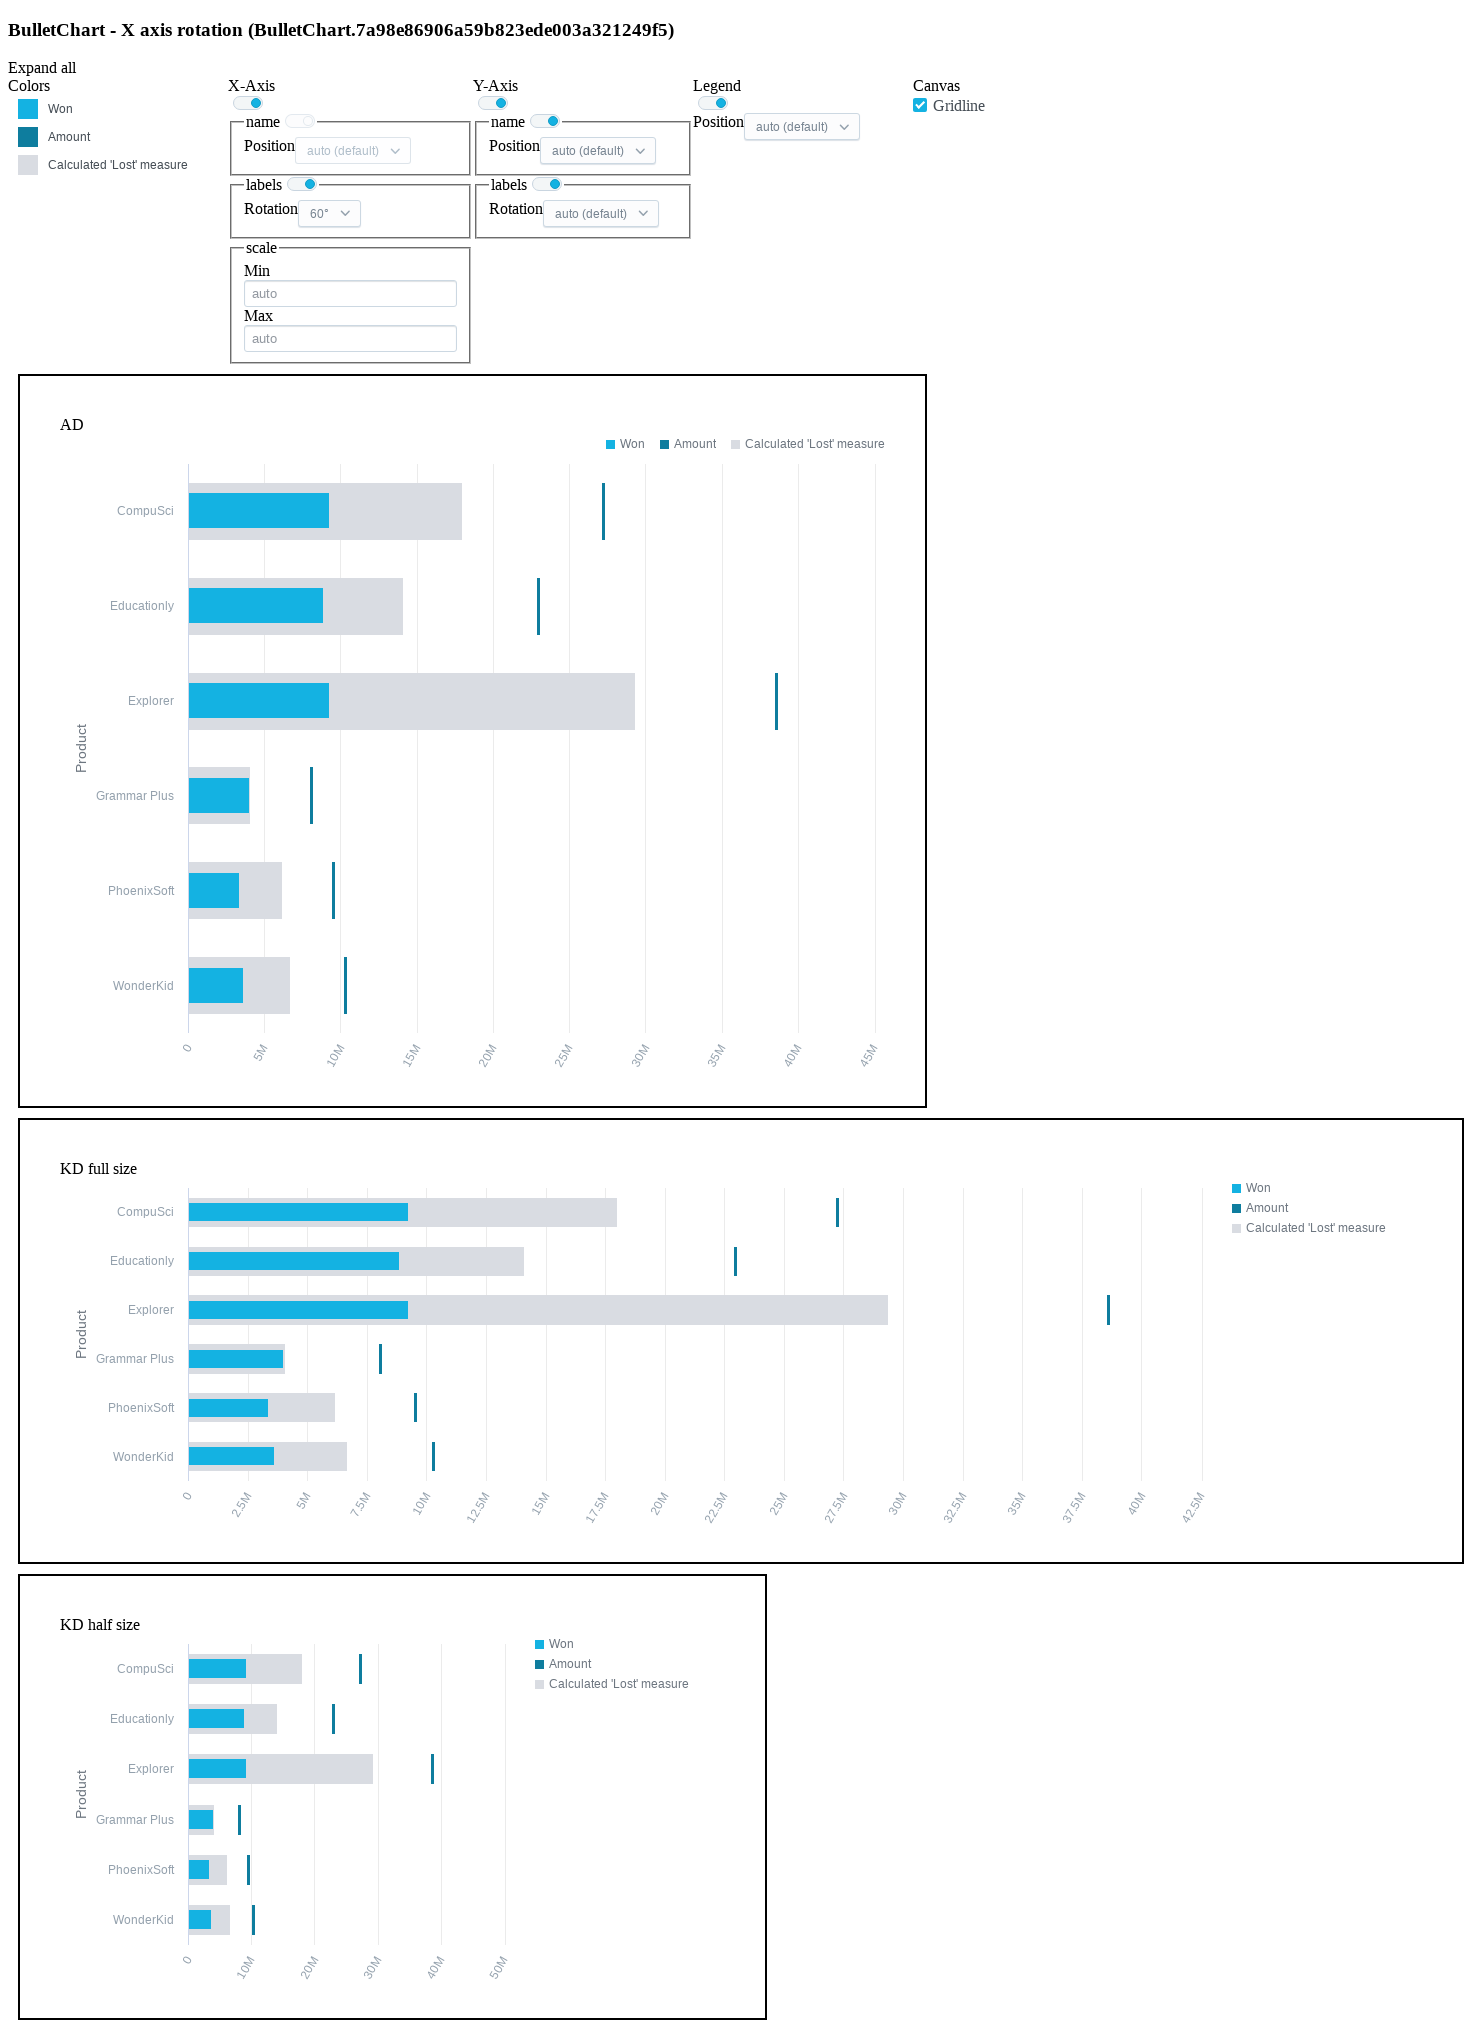 BulletChart - X axis rotation (BulletChart.7a98e86906a59b823ede003a321249f5)
Expand all
Colors
Won
Amount
Calculated 'Lost' measure
X-Axis
name
Position auto (default)
labels
Rotation 60°
scale
Min
auto
Max
auto
Y-Axis
name
Position auto (default)
labels
Rotation auto (default)
Legend
Position auto (default)
Canvas
Gridline
AD
Won Amount Calculated 'Lost' measure
CompuSci
Educationly
Explorer
Product
Grammar Plus
PhoenixSoft
WonderKid
0 5M 10M 15M 20M 25M 30M 35M 40M 45M
KD full size
Won
Amount
Calculated 'Lost' measure
CompuSci
Educationly
Explorer
Product
Grammar Plus
PhoenixSoft
WonderKid
0 2.5M 5M 7.5M 10M 12.5M 15M 17.5M 20M 22.5M 25M 27.5M 30M 32.5M 35M 37.5M 40M 42.5M
KD half size
Won
Amount
Calculated 'Lost' measure
CompuSci
Educationly
Explorer
Product
Grammar Plus
PhoenixSoft
WonderKid
0 10M 20M 30M 40M 50M